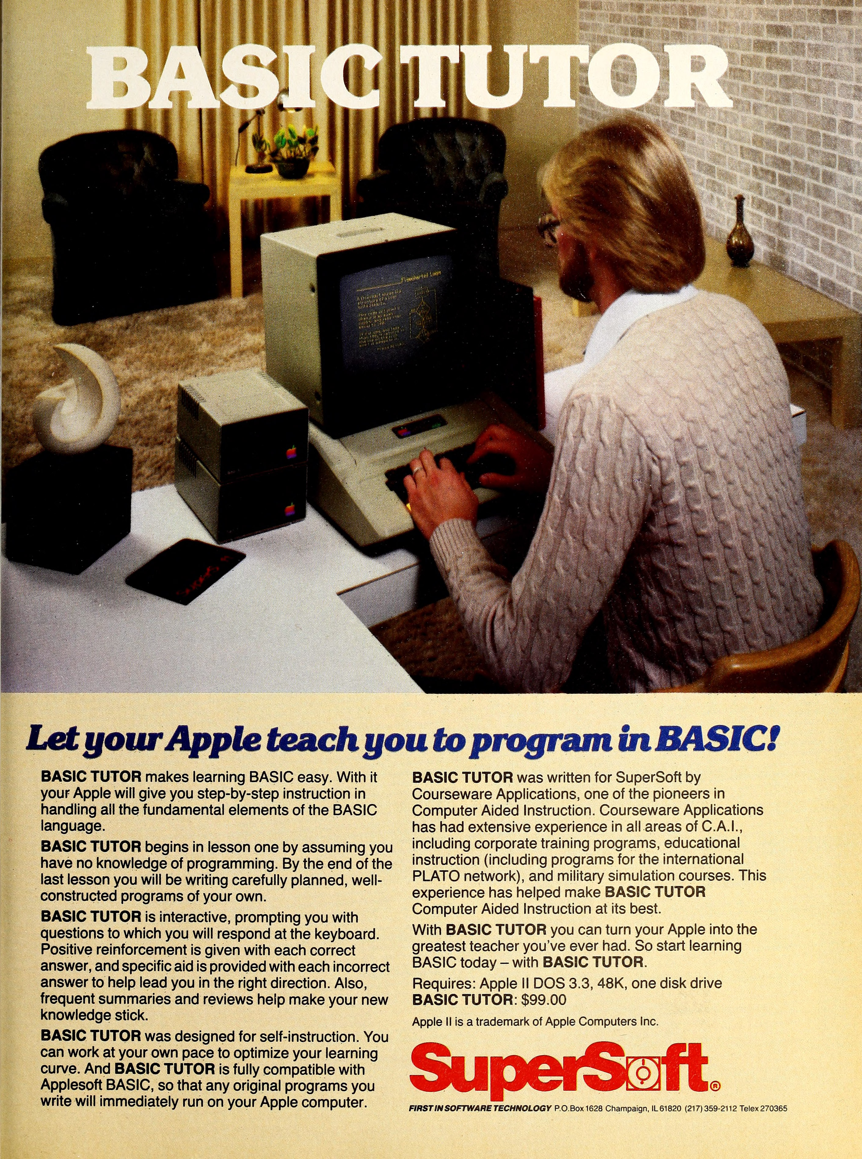 BASIC TUTOR
Let your Apple teach you to program in BASIC!
BASIC TUTOR makes learning BASIC easy. With it
your Apple will give you step-by-step instruction in
handling all the fundamental elements of the BASIC
language.
BASIC TUTOR begins in lesson one by assuming you
have no knowledge of programming. By the end of the
last lesson you will be writing carefully planned, well-
constructed programs of your own.
BASIC TUTOR is interactive, prompting you with
questions to which you will respond at the keyboard.
Positive reinforcement is given with each correct
answer, and specific aid is provided with each incorrect
answer to help lead you in the right direction. Also,
frequent summaries and reviews help make your new
knowledge stick.
BASIC TUTOR was designed for self-instruction. You
can work at your own pace to optimize your learning
curve. And BASIC TUTOR is fully compatible with
Applesoft BASIC, so that any original programs you
write will immediately run on your Apple computer.
BASIC TUTOR was written for SuperSoft by
Courseware Applications, one of the pioneers in
Computer Aided Instruction. Courseware Applications
has had extensive experience in all areas of C.A.I.,
including corporate training programs, educational
instruction (including programs for the international
PLATO network), and military simulation courses. This
experience has helped make BASIC TUTOR
Computer Aided Instruction at its best.
With BASIC TUTOR you can turn your Apple into the
greatest teacher you've ever had. So start learning
BASIC today – with BASIC TUTOR.
Requires: Apple II DOS 3.3, 48K, one disk drive
BASIC TUTOR: $99.00
Apple II is a trademark of Apple Computers Inc.
SuperSoft®
FIRST IN SOFTWARE TECHNOLOGY P.O. Box 1628 Champaign, IL 61820 (217) 359-2112 Telex 270365